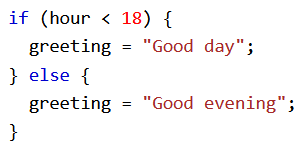 if (hour < 18) {
  greeting = "Good day";
} else {
  greeting = "Good evening";
}